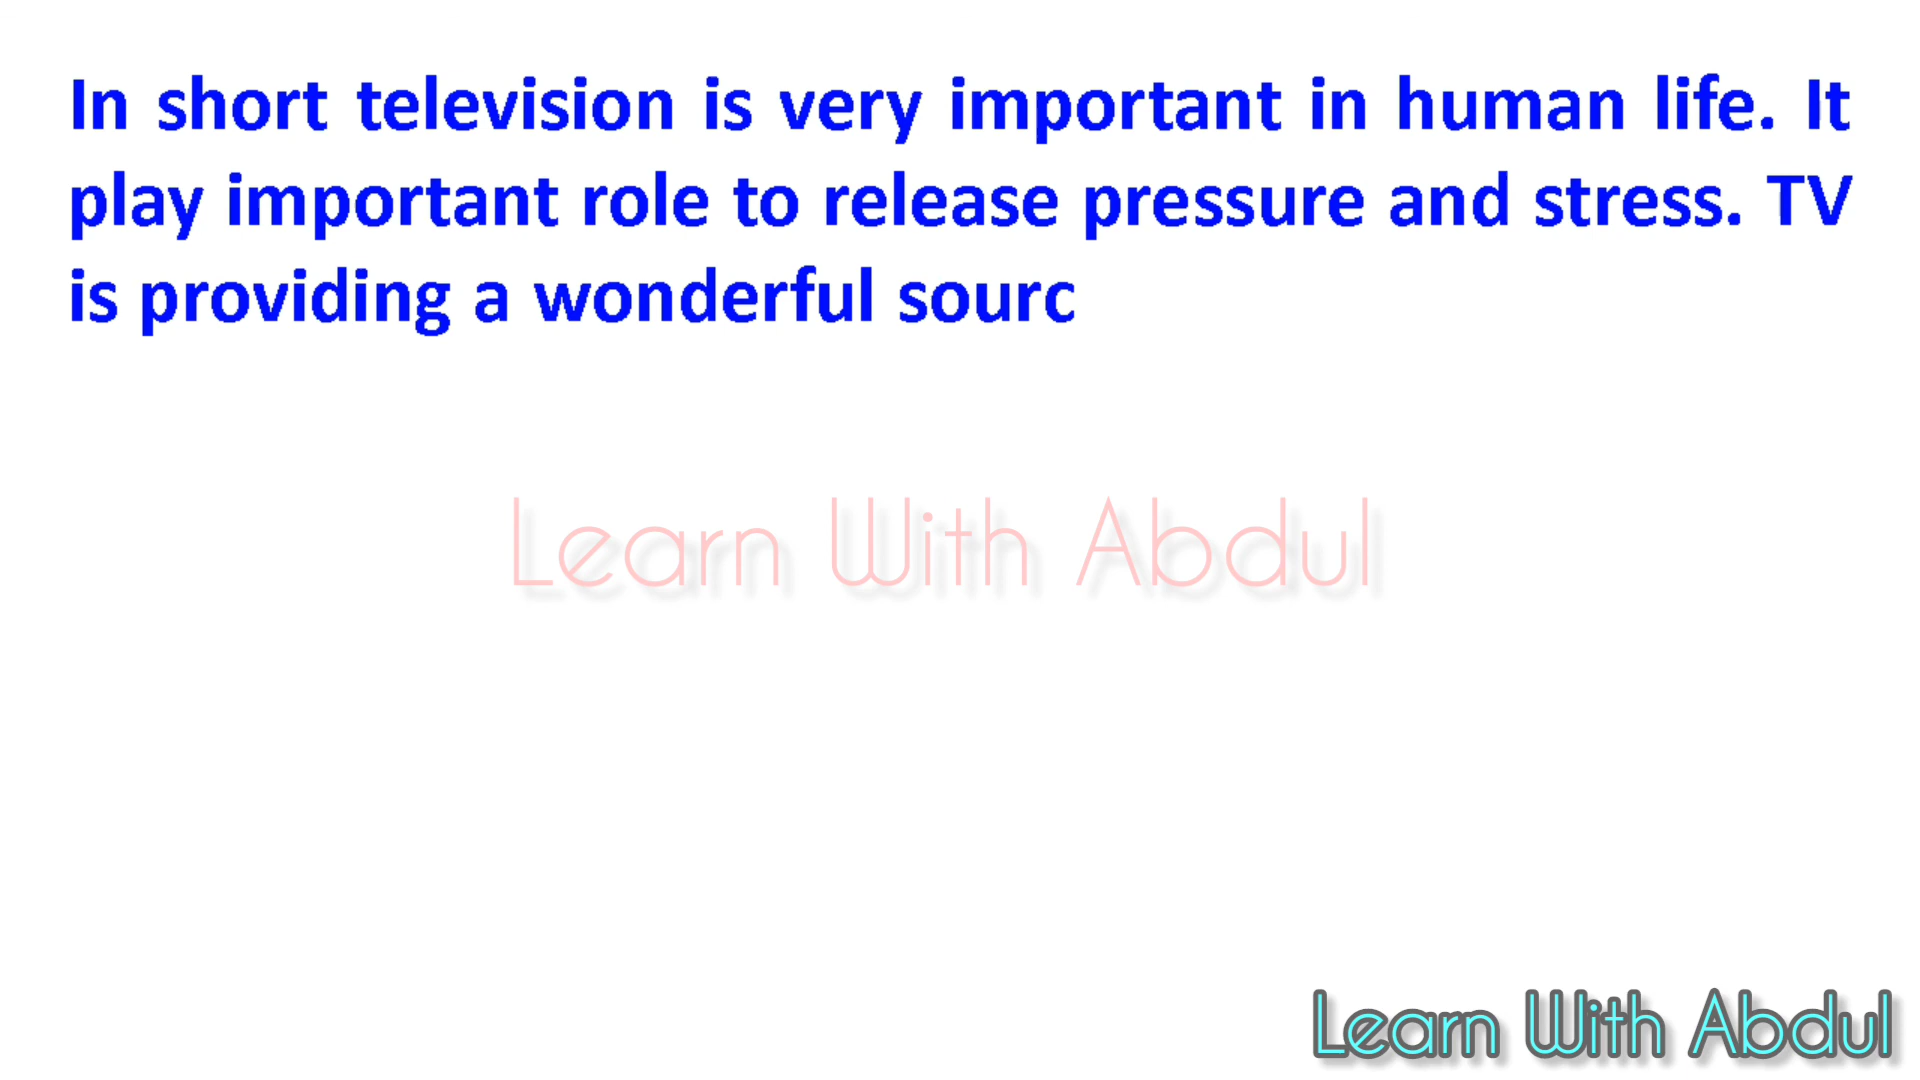 In short television is very important in human life. It
play important role to release pressure and stress. TV
is providing a wonderful sourc
Learn With Abdul
Learn With Abdul